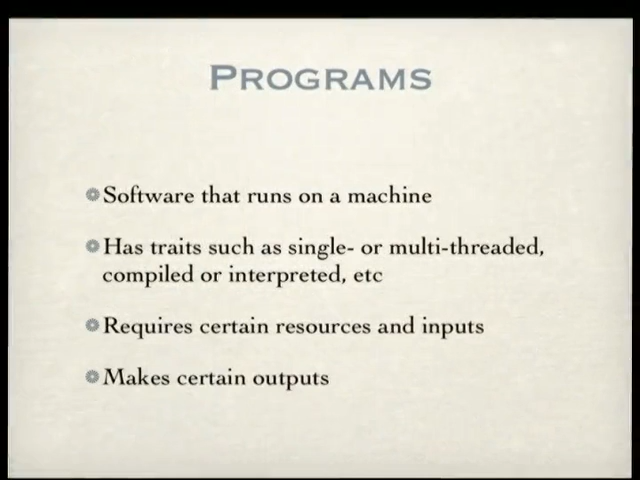 PROGRAMS
Software that runs on a machine
Has traits such as single- or multi-threaded,
compiled or interpreted, etc
Requires certain resources and inputs
Makes certain outputs